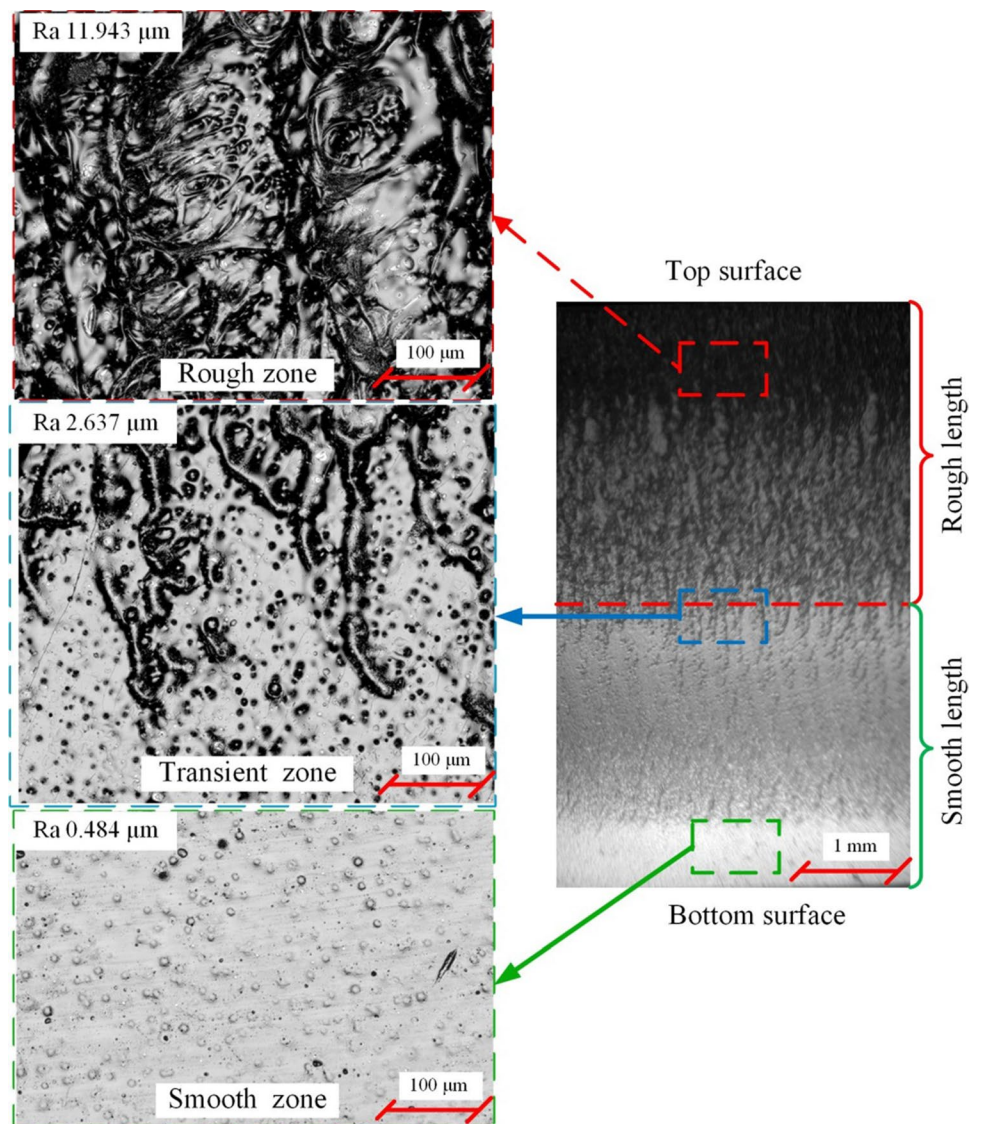 Ra 11.943 μm
100 μm
Rough zone
Ra 2.637 μm
100 μm
Transient zone
Ra 0.484 μm
100 μm
Smooth zone
Top surface
Rough length
Smooth length
1 mm
Bottom surface